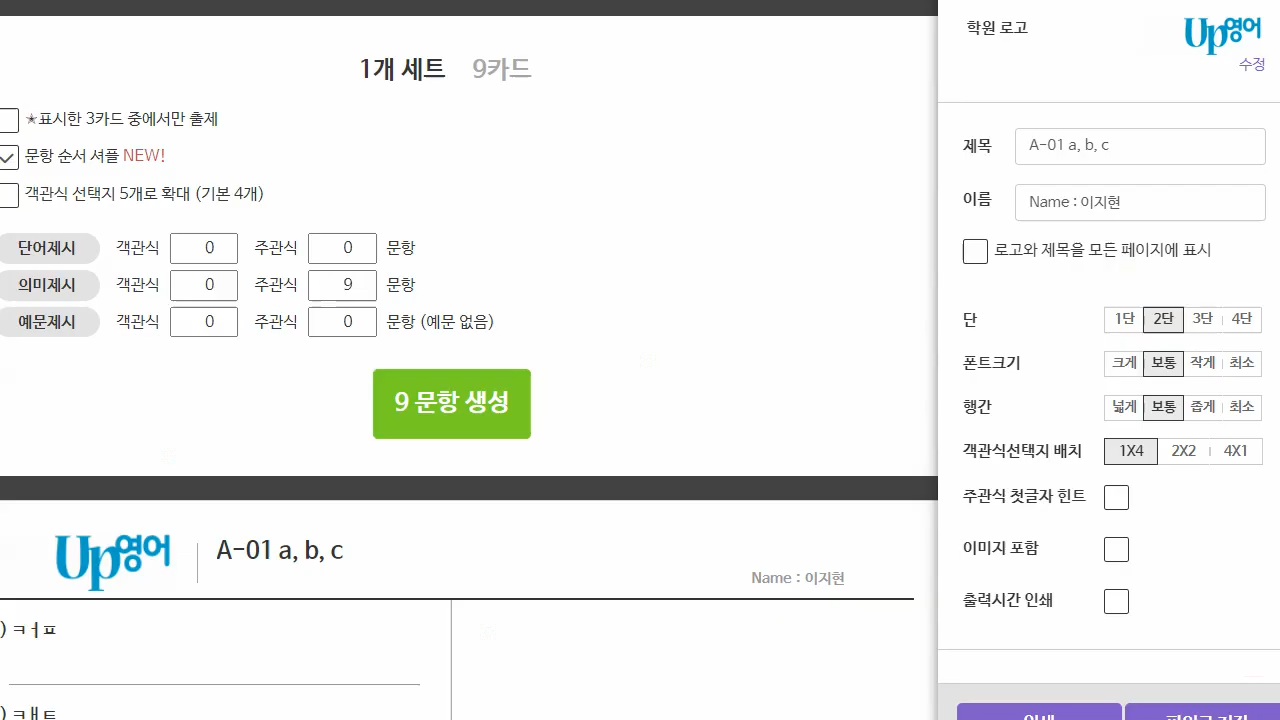 1개 세트 9카드
★표시한 3카드 중에서만 출제
문항 순서 셔플 NEW!
객관식 선택지 5개로 확대 (기본 4개)
단어제시 객관식 0 주관식 0 문항
의미제시 객관식 0 주관식 9 문항
예문제시 객관식 0 주관식 0 문항 (예문 없음)
9 문항 생성
Up영어 A-01 a, b, c
Name : 이지현
) ㅋㅓㅍ
) ㅋㅐㅌ
학원 로고 Up영어
수정
제목 A-01 a, b, c
이름 Name : 이지현
로고와 제목을 모든 페이지에 표시
단 1단 2단 3단 4단
폰트크기 크게 보통 작게 최소
행간 넓게 보통 좁게 최소
객관식선택지 배치 1X4 2X2 4X1
주관식 첫글자 힌트
이미지 포함
출력시간 인쇄